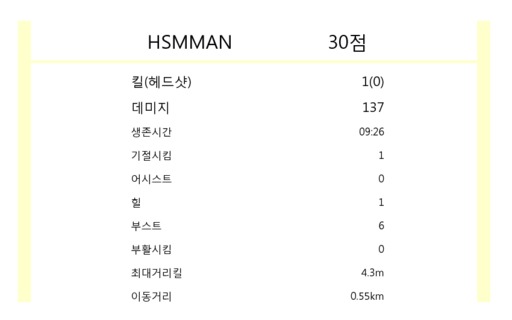 HSMMAN 30점
킬(헤드샷) 1(0)
데미지 137
생존시간 09:26
기절시킴 1
어시스트 0
힐 1
부스트 6
부활시킴 0
최대거리킬 4.3m
이동거리 0.55km